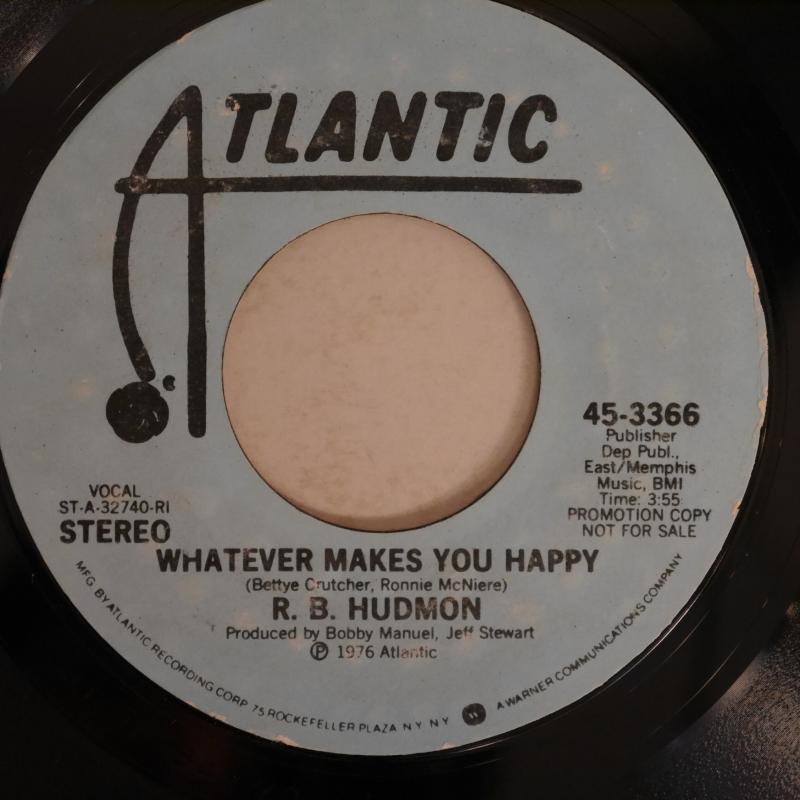 ATLANTIC
45-3366
Publisher
Dep Publ.,
East/Memphis
Music, BMI
Time: 3:55
PROMOTION COPY
NOT FOR SALE
VOCAL
ST-A-32740-RI
STEREO
WHATEVER MAKES YOU HAPPY
(Bettye Crutcher, Ronnie McNiere)
R. B. HUDMON
Produced by Bobby Manuel, Jeff Stewart
℗ 1976 Atlantic
MFG. BY ATLANTIC RECORDING CORP. 75 ROCKEFELLER PLAZA N Y N Y A WARNER COMMUNICATIONS COMPANY